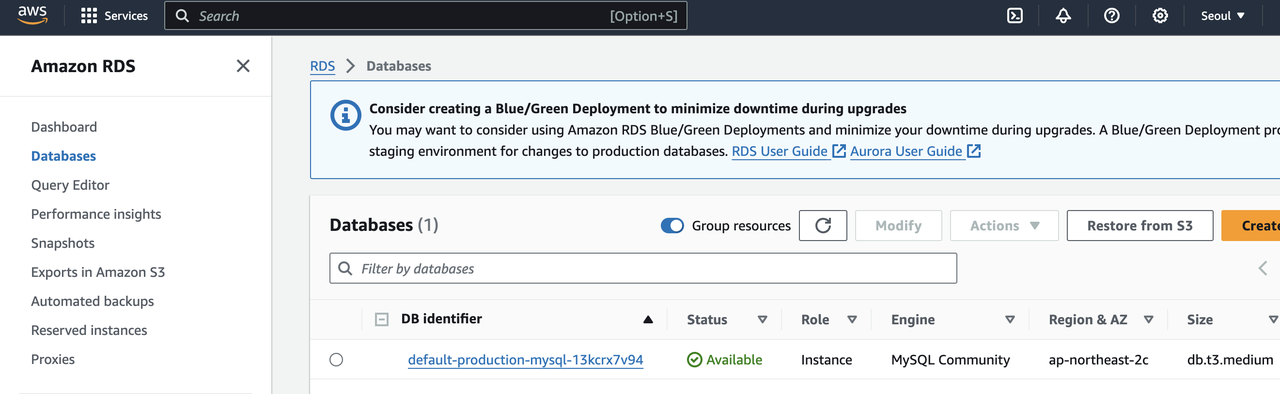 aws
Services
Search
[Option+S]
Seoul
Amazon RDS
Dashboard
Databases
Query Editor
Performance insights
Snapshots
Exports in Amazon S3
Automated backups
Reserved instances
Proxies
RDS > Databases
Consider creating a Blue/Green Deployment to minimize downtime during upgrades
You may want to consider using Amazon RDS Blue/Green Deployments and minimize your downtime during upgrades. A Blue/Green Deployment
staging environment for changes to production databases. RDS User Guide Aurora User Guide
Databases (1)
Group resources
Modify
Actions
Restore from S3
Create
Filter by databases
DB identifier
Status
Role
Engine
Region & AZ
Size
default-production-mysql-13kcrx7v94
Available
Instance
MySQL Community
ap-northeast-2c
db.t3.medium